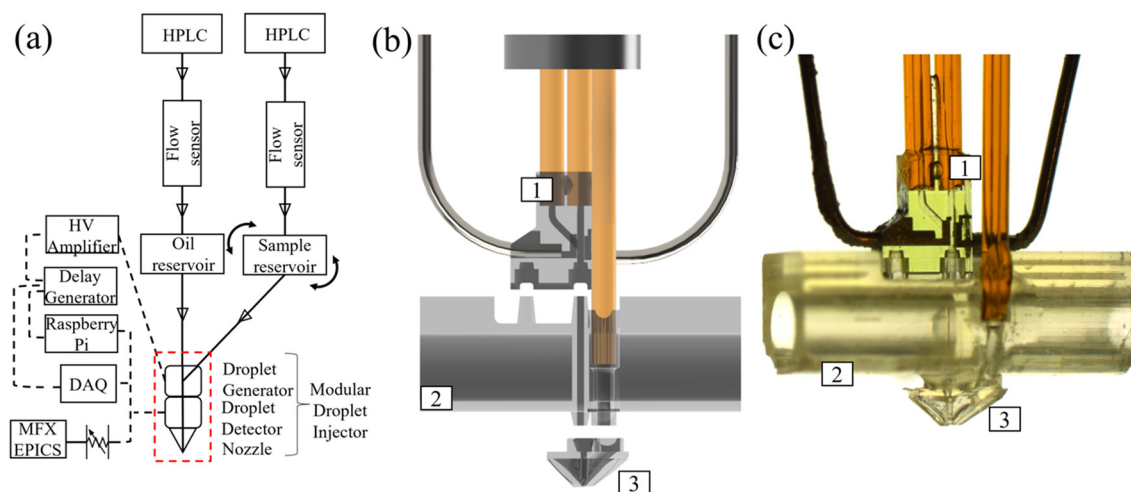 (a)
HPLC
HPLC
Flow
sensor
Flow
sensor
HV
Amplifier
Oil
reservoir
Sample
reservoir
Delay
Generator
Raspberry
Pi
DAQ
MFX
EPICS
Droplet
Generator
Droplet
Detector
Nozzle
Modular
Droplet
Injector
(b)
1
2
3
(c)
1
2
3